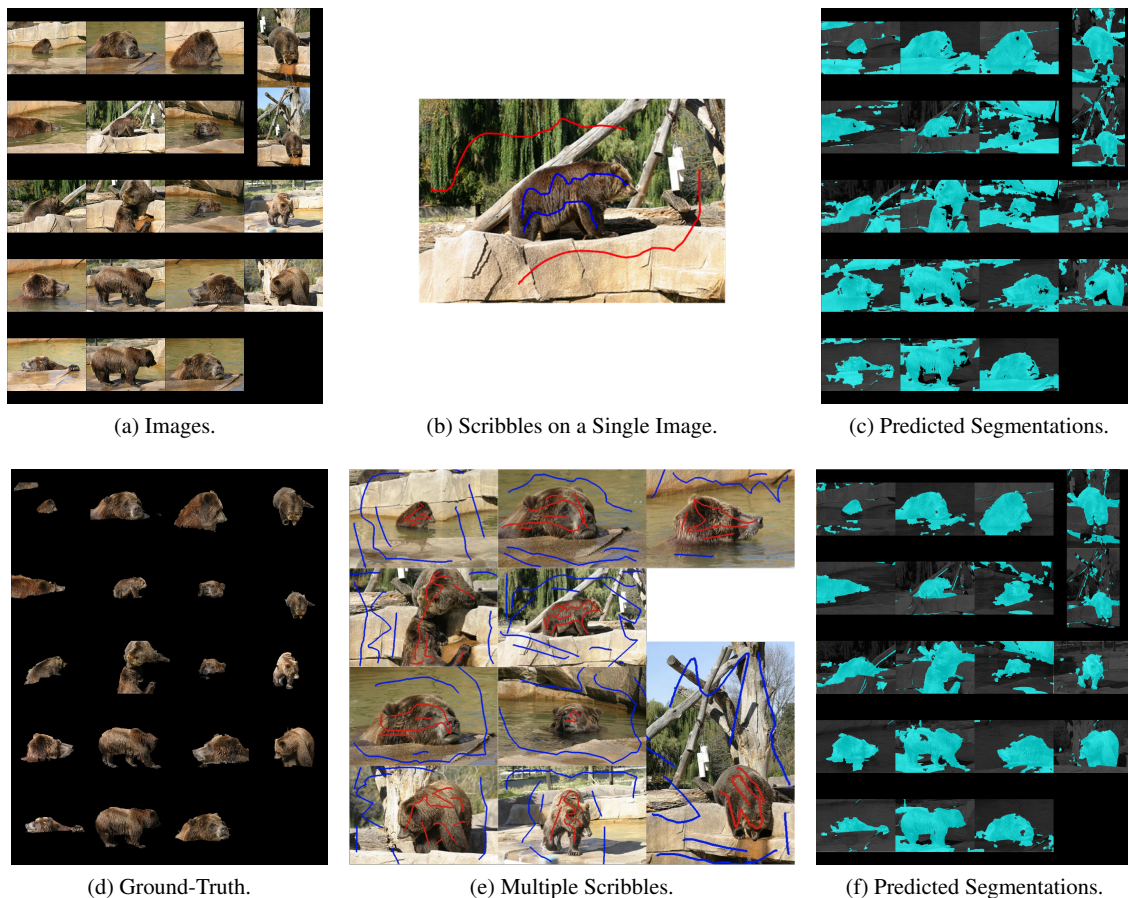 (a) Images.
(b) Scribbles on a Single Image.
(c) Predicted Segmentations.
(d) Ground-Truth.
(e) Multiple Scribbles.
(f) Predicted Segmentations.